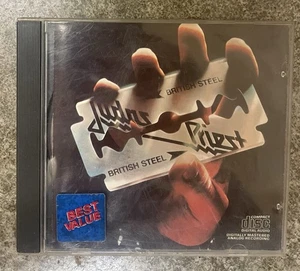 BRITISH STEEL
Judas
Priest
BRITISH STEEL
BEST
VALUE
COMPACT
disc
DIGITAL AUDIO
DIGITALLY MASTERED
ANALOG RECORDING